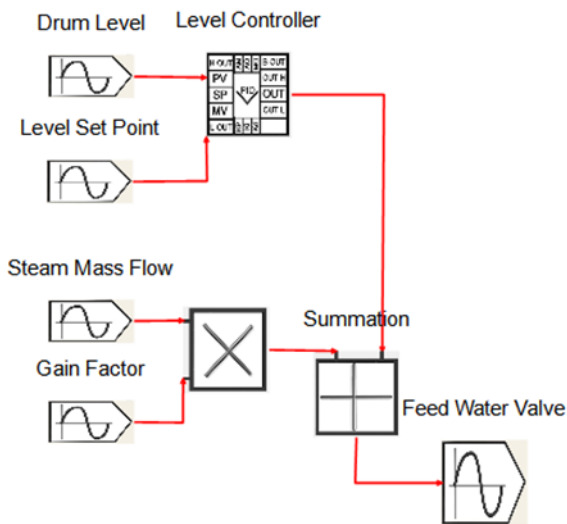 Drum Level
Level Controller
H OUT
B OUT
PV
OUT H
SP
PID
OUT
MV
OUT L
L OUT
Level Set Point
Steam Mass Flow
Summation
Gain Factor
Feed Water Valve